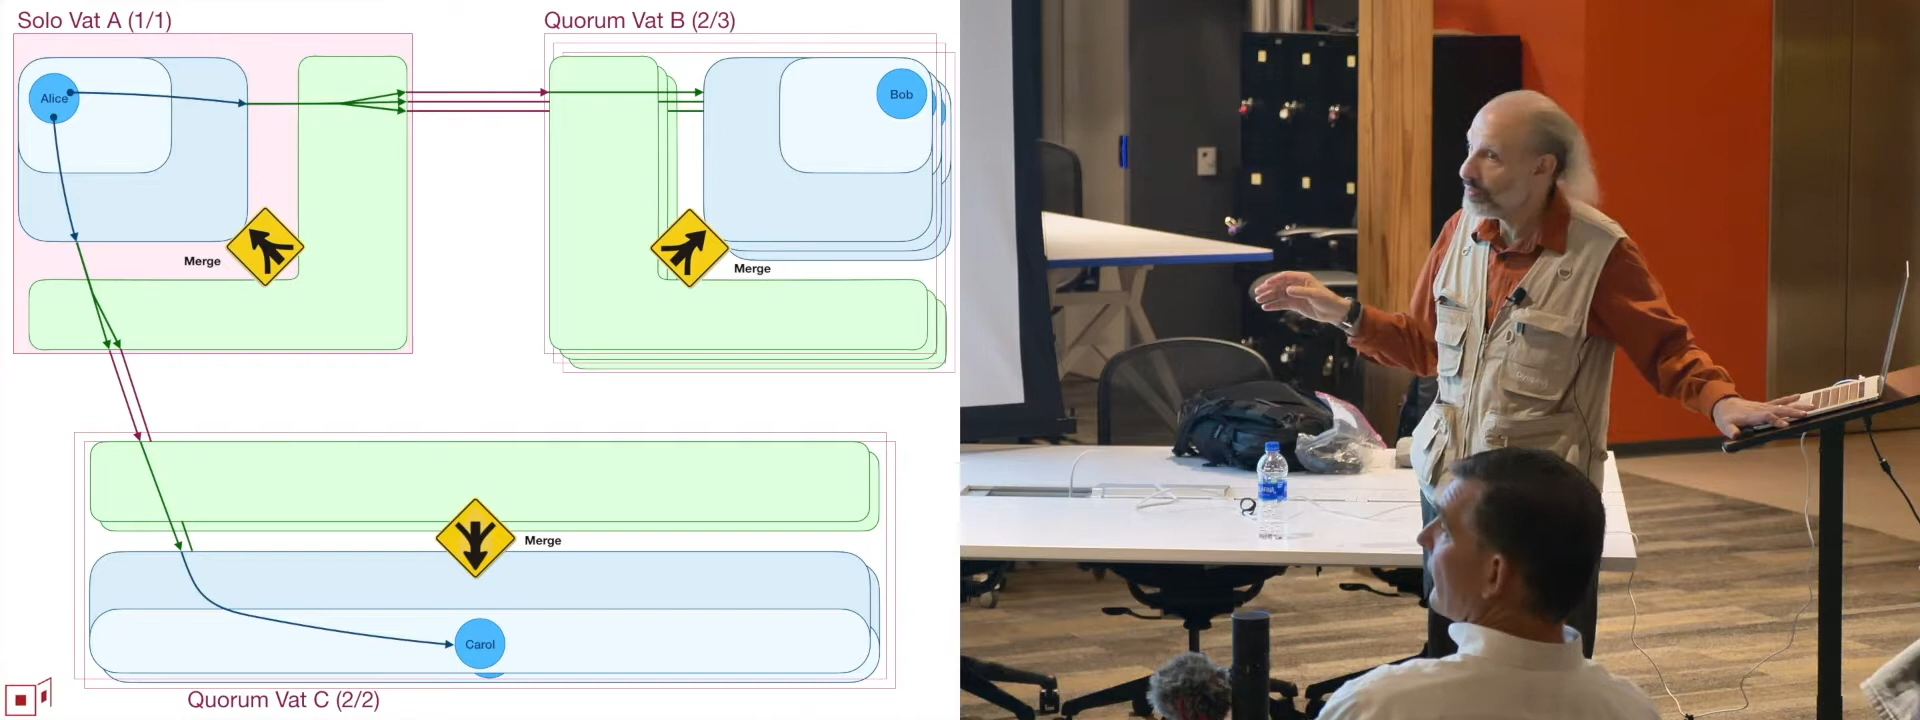 Solo Vat A (1/1)
Quorum Vat B (2/3)
Alice
Bob
Merge
Merge
Merge
Carol
Quorum Vat C (2/2)